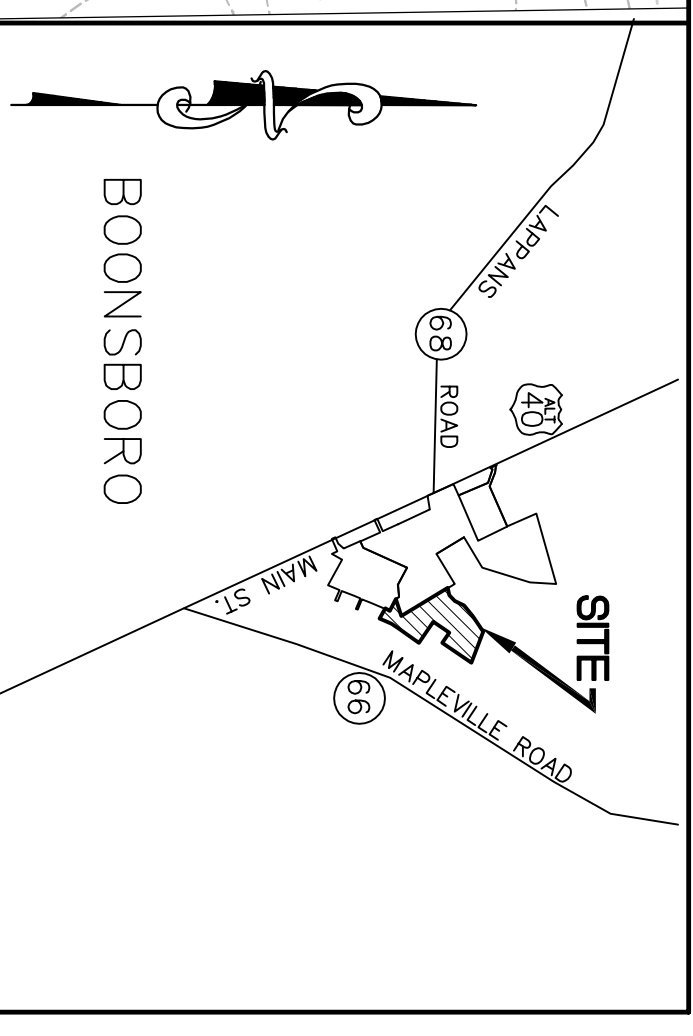 LAPPANS
68
ROAD
ALT
40
BOONSBORO
MAIN ST.
SITE
MAPLEVILLE ROAD
66